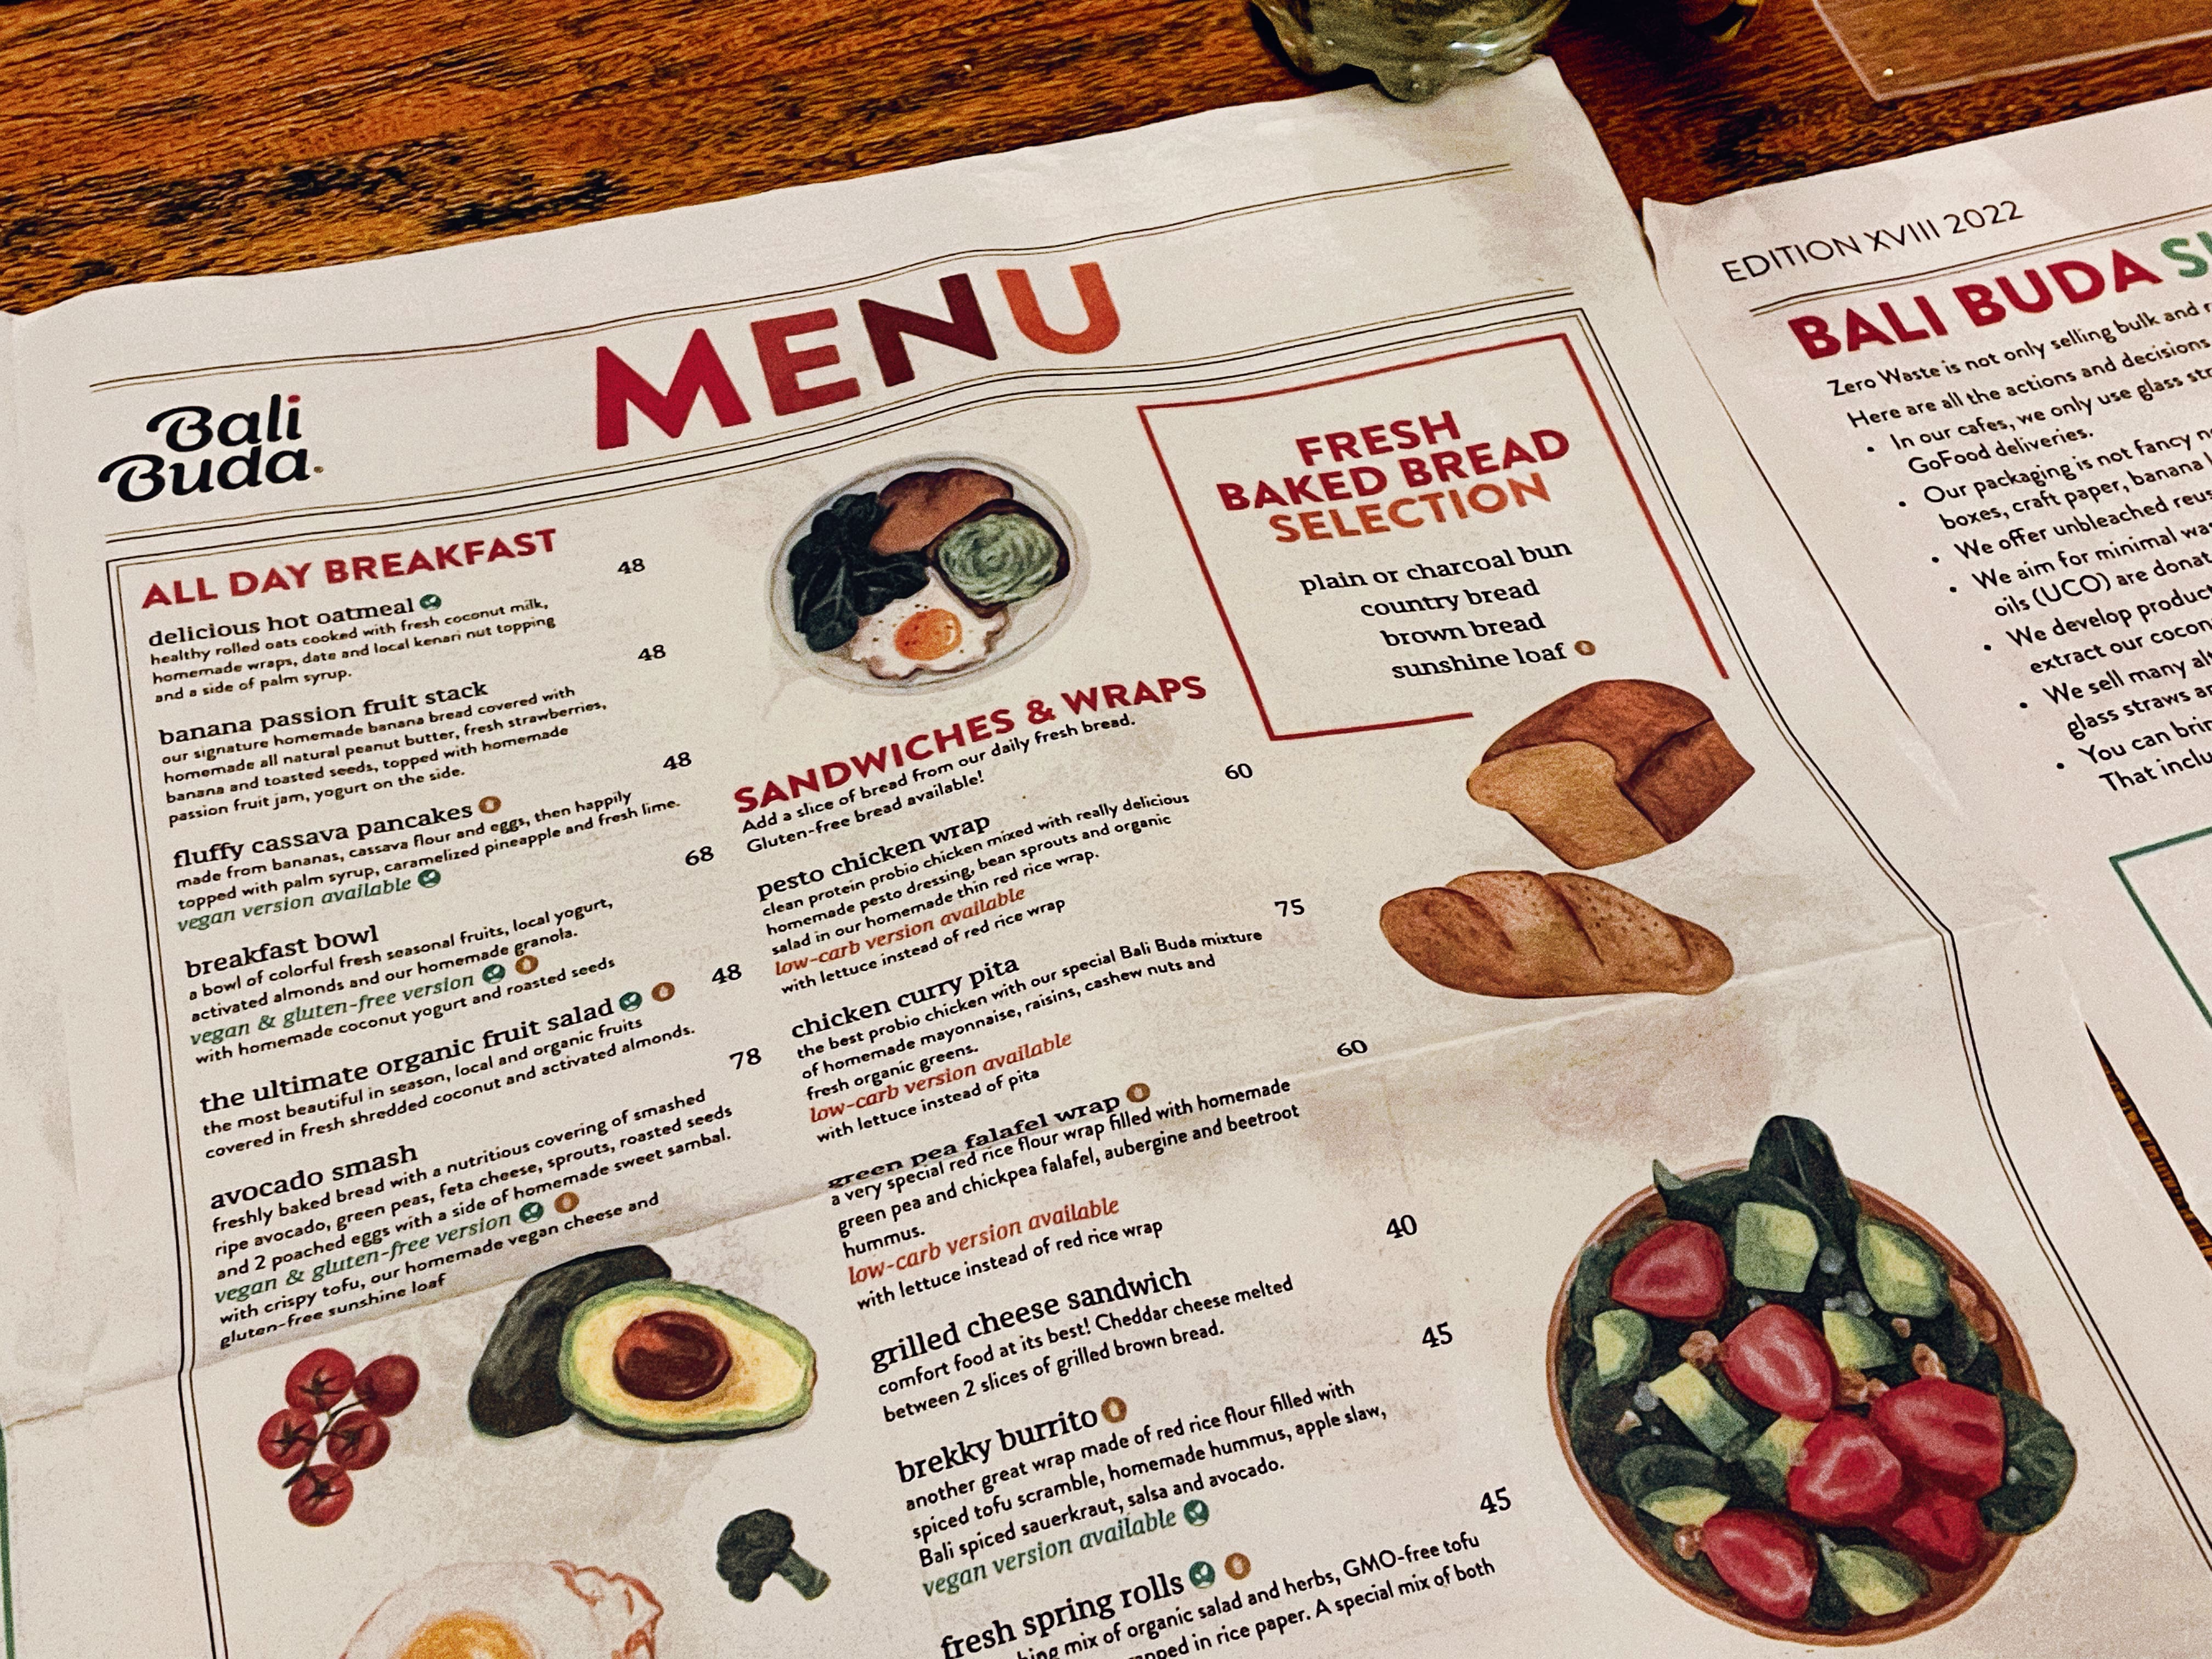 MENU
Bali
Buda.
ALL DAY BREAKFAST
delicious hot oatmeal 48
healthy rolled oats cooked with fresh coconut milk,
homemade wraps, date and local kenari nut topping
and a side of palm syrup.
banana passion fruit stack 48
our signature homemade banana bread covered with
homemade all natural peanut butter, fresh strawberries,
banana and toasted seeds, topped with homemade
passion fruit jam, yogurt on the side.
fluffy cassava pancakes 48
made from bananas, cassava flour and eggs, then happily
topped with palm syrup, caramelized pineapple and fresh lime.
vegan version available
breakfast bowl 68
a bowl of colorful fresh seasonal fruits, local yogurt,
activated almonds and our homemade granola.
vegan & gluten-free version
with homemade coconut yogurt and roasted seeds
the ultimate organic fruit salad 48
the most beautiful in season, local and organic fruits
covered in fresh shredded coconut and activated almonds.
avocado smash 78
freshly baked bread with a nutritious covering of smashed
ripe avocado, green peas, feta cheese, sprouts, roasted seeds
and 2 poached eggs with a side of homemade sweet sambal.
vegan & gluten-free version
with crispy tofu, our homemade vegan cheese and
gluten-free sunshine loaf
SANDWICHES & WRAPS
Add a slice of bread from our daily fresh bread.
Gluten-free bread available!
pesto chicken wrap 60
clean protein probio chicken mixed with really delicious
homemade pesto dressing, bean sprouts and organic
salad in our homemade thin red rice wrap.
low-carb version available
with lettuce instead of red rice wrap
chicken curry pita 75
the best probio chicken with our special Bali Buda mixture
of homemade mayonnaise, raisins, cashew nuts and
fresh organic greens.
low-carb version available
with lettuce instead of pita
green pea falafel wrap 60
a very special red rice flour wrap filled with homemade
green pea and chickpea falafel, aubergine and beetroot
hummus.
low-carb version available
with lettuce instead of red rice wrap
grilled cheese sandwich 40
comfort food at its best! Cheddar cheese melted
between 2 slices of grilled brown bread.
brekky burrito 45
another great wrap made of red rice flour filled with
spiced tofu scramble, homemade hummus, apple slaw,
Bali spiced sauerkraut, salsa and avocado.
vegan version available
fresh spring rolls 45
mix of organic salad and herbs, GMO-free tofu
in rice paper. A special mix of both
FRESH
BAKED BREAD
SELECTION
plain or charcoal bun
country bread
brown bread
sunshine loaf
EDITION XVIII 2022
BALI BUDA
Zero Waste is not only selling bulk and
Here are all the actions and decisions
• In our cafes, we only use glass
GoFood deliveries.
• Our packaging is not fancy
boxes, craft paper, banana
• We offer unbleached
• We aim for minimal
oils (UCO) are
• We develop
extract our
• We sell many
glass straws
• You can
That